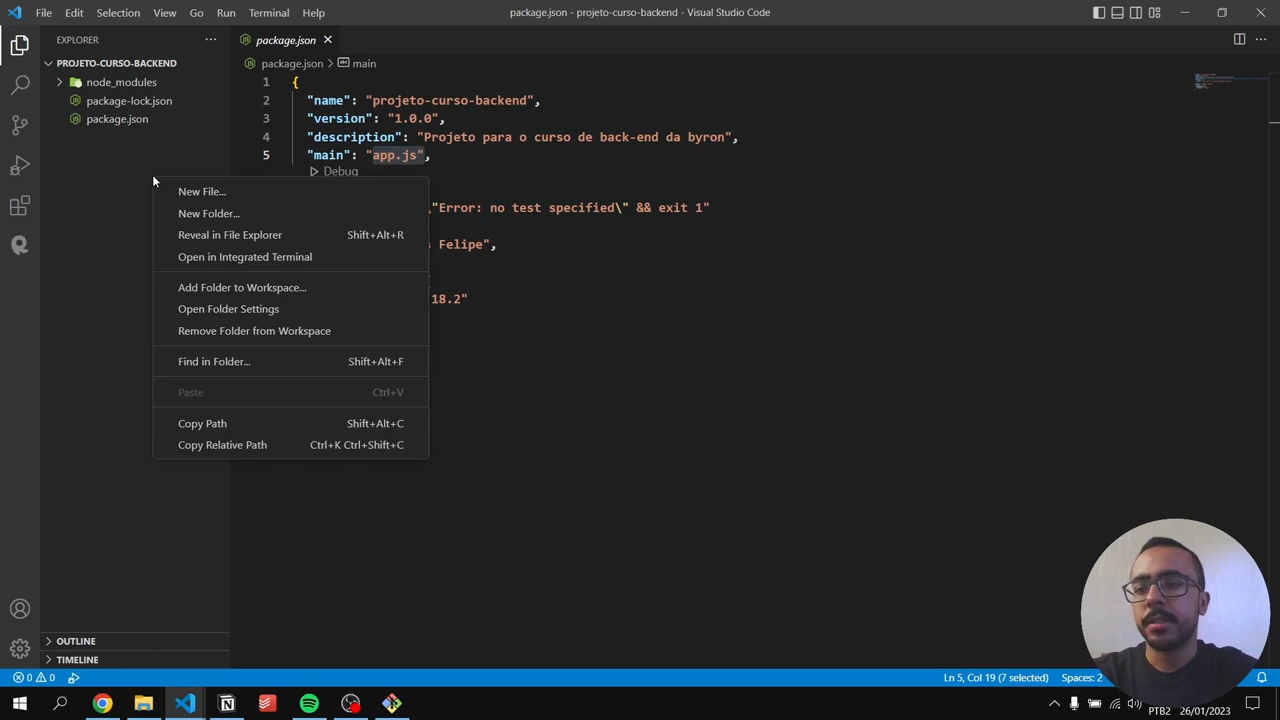 File Edit Selection View Go Run Terminal Help
package.json - projeto-curso-backend - Visual Studio Code
EXPLORER
PROJETO-CURSO-BACKEND
node_modules
package-lock.json
package.json
package.json
package.json > main
1 {
2 "name": "projeto-curso-backend",
3 "version": "1.0.0",
4 "description": "Projeto para o curso de back-end da byron",
5 "main": "app.js",
Debug
\"Error: no test specified\" && exit 1"
s Felipe",
18.2"
New File...
New Folder...
Reveal in File Explorer Shift+Alt+R
Open in Integrated Terminal
Add Folder to Workspace...
Open Folder Settings
Remove Folder from Workspace
Find in Folder... Shift+Alt+F
Paste Ctrl+V
Copy Path Shift+Alt+C
Copy Relative Path Ctrl+K Ctrl+Shift+C
OUTLINE
TIMELINE
0 0
Ln 5, Col 19 (7 selected) Spaces: 2
PTB2 26/01/2023